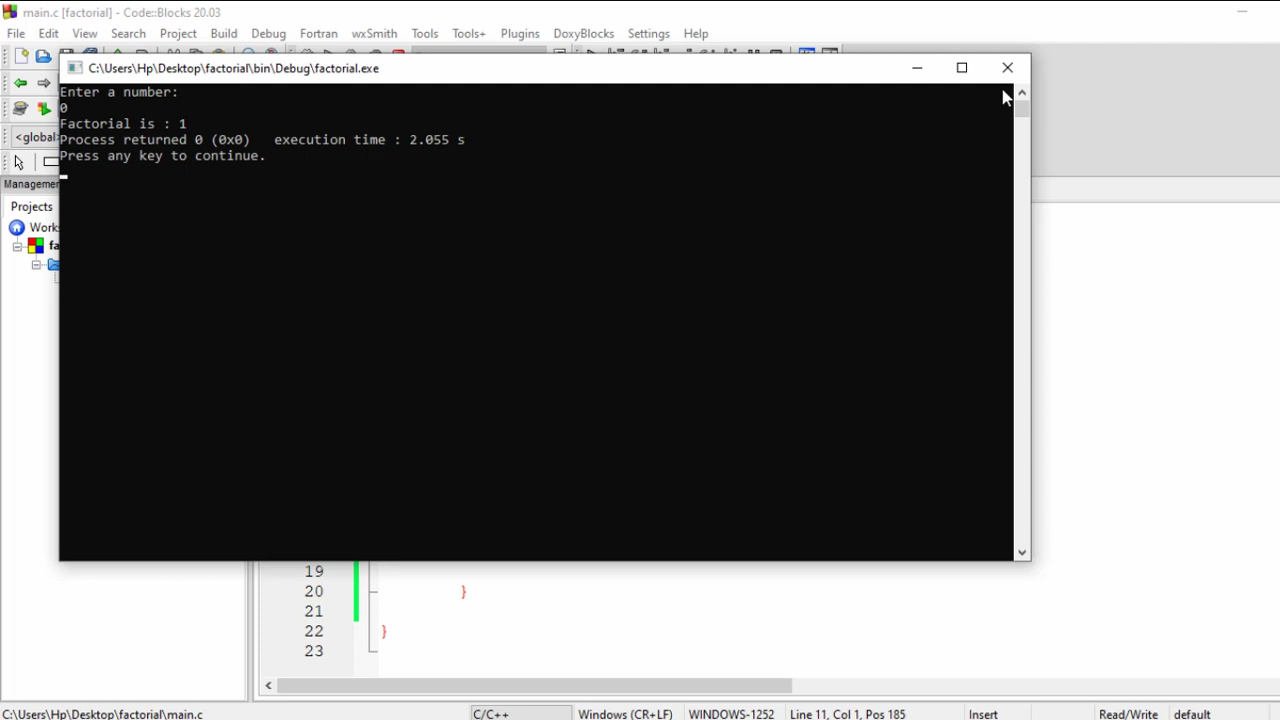 main.c [factorial] - Code::Blocks 20.03
File Edit View Search Project Build Debug Fortran wxSmith Tools Tools+ Plugins DoxyBlocks Settings Help
C:\Users\Hp\Desktop\factorial\bin\Debug\factorial.exe
Enter a number:
0
Factorial is : 1
Process returned 0 (0x0)   execution time : 2.055 s
Press any key to continue.
<global>
Projects
19
20 }
21
22 }
23
C:\Users\Hp\Desktop\factorial\main.c C/C++ Windows (CR+LF) WINDOWS-1252 Line 11, Col 1, Pos 185 Insert Read/Write default